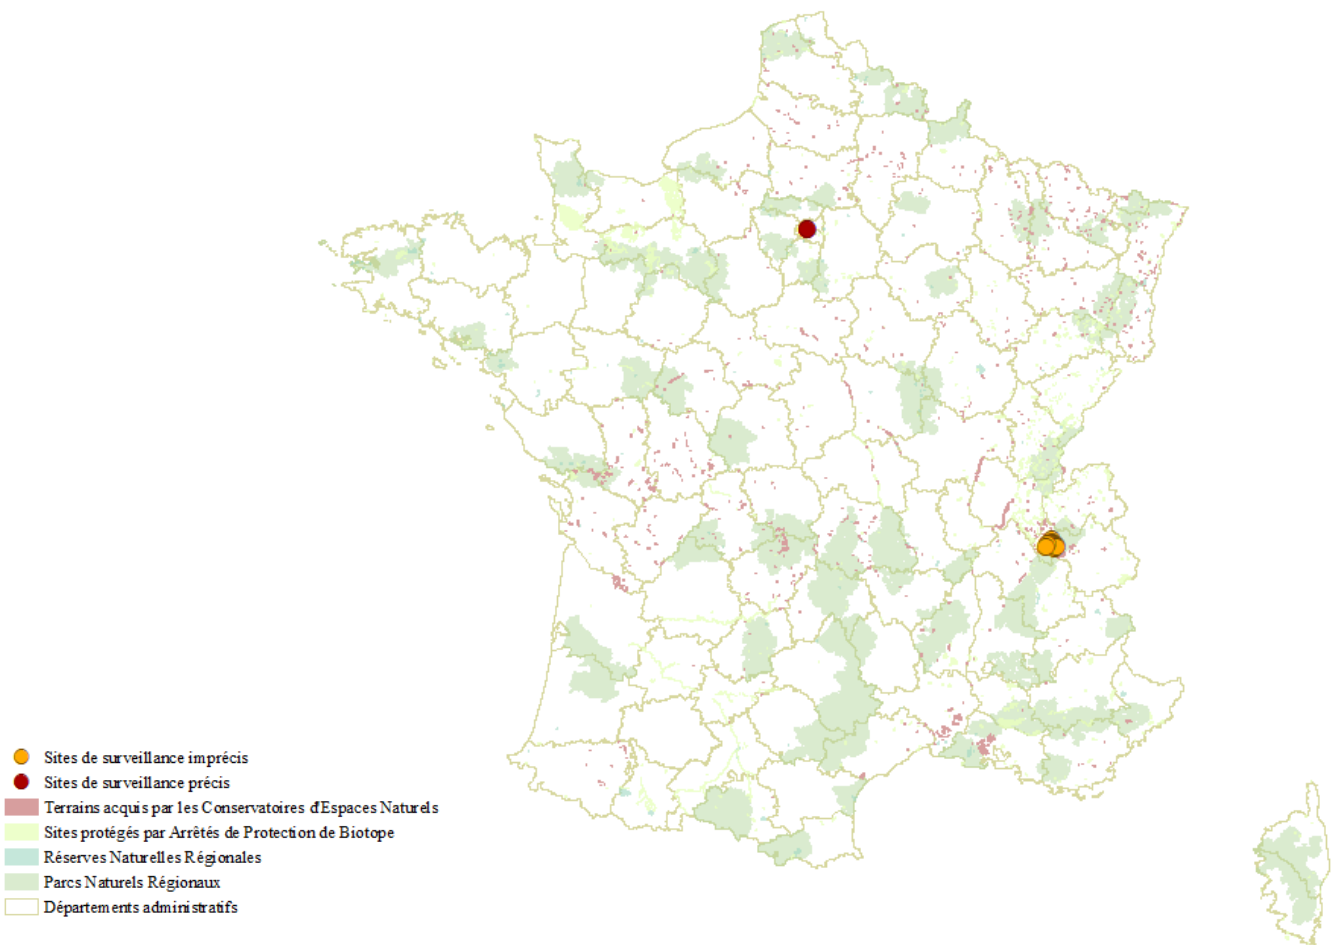 Sites de surveillance imprécis
Sites de surveillance précis
Terrains acquis par les Conservatoires d'Espaces Naturels
Sites protégés par Arrêtés de Protection de Biotope
Réserves Naturelles Régionales
Parcs Naturels Régionaux
Départements administratifs